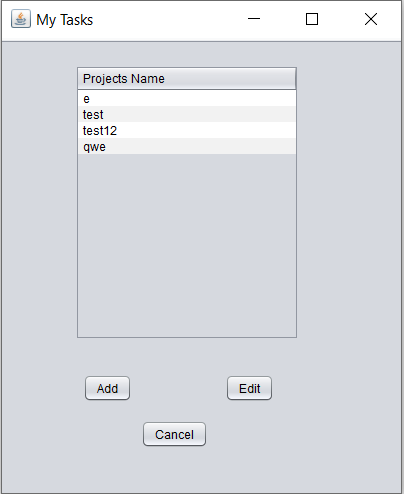 My Tasks
Projects Name
e
test
test12
qwe
Add
Edit
Cancel